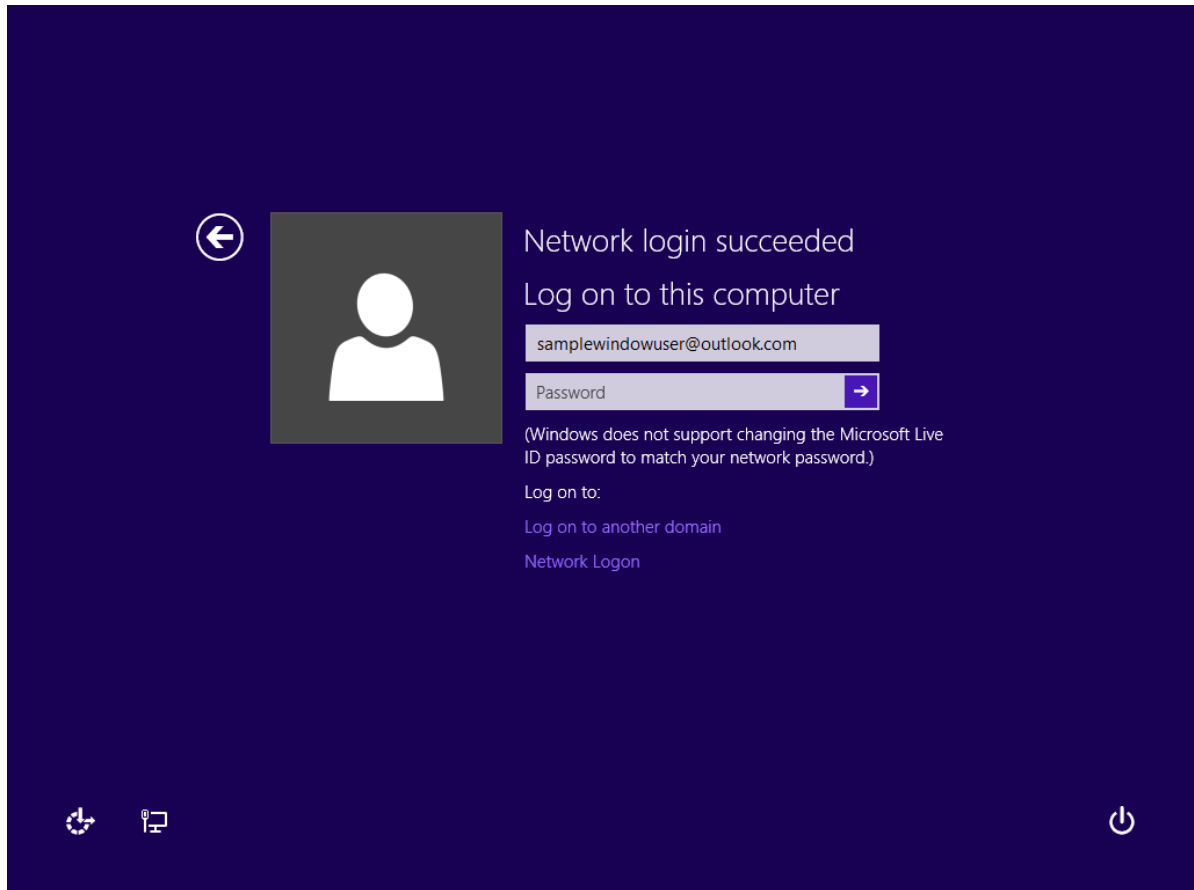 Network login succeeded
Log on to this computer
samplewindowuser@outlook.com
Password
(Windows does not support changing the Microsoft Live
ID password to match your network password.)
Log on to:
Log on to another domain
Network Logon